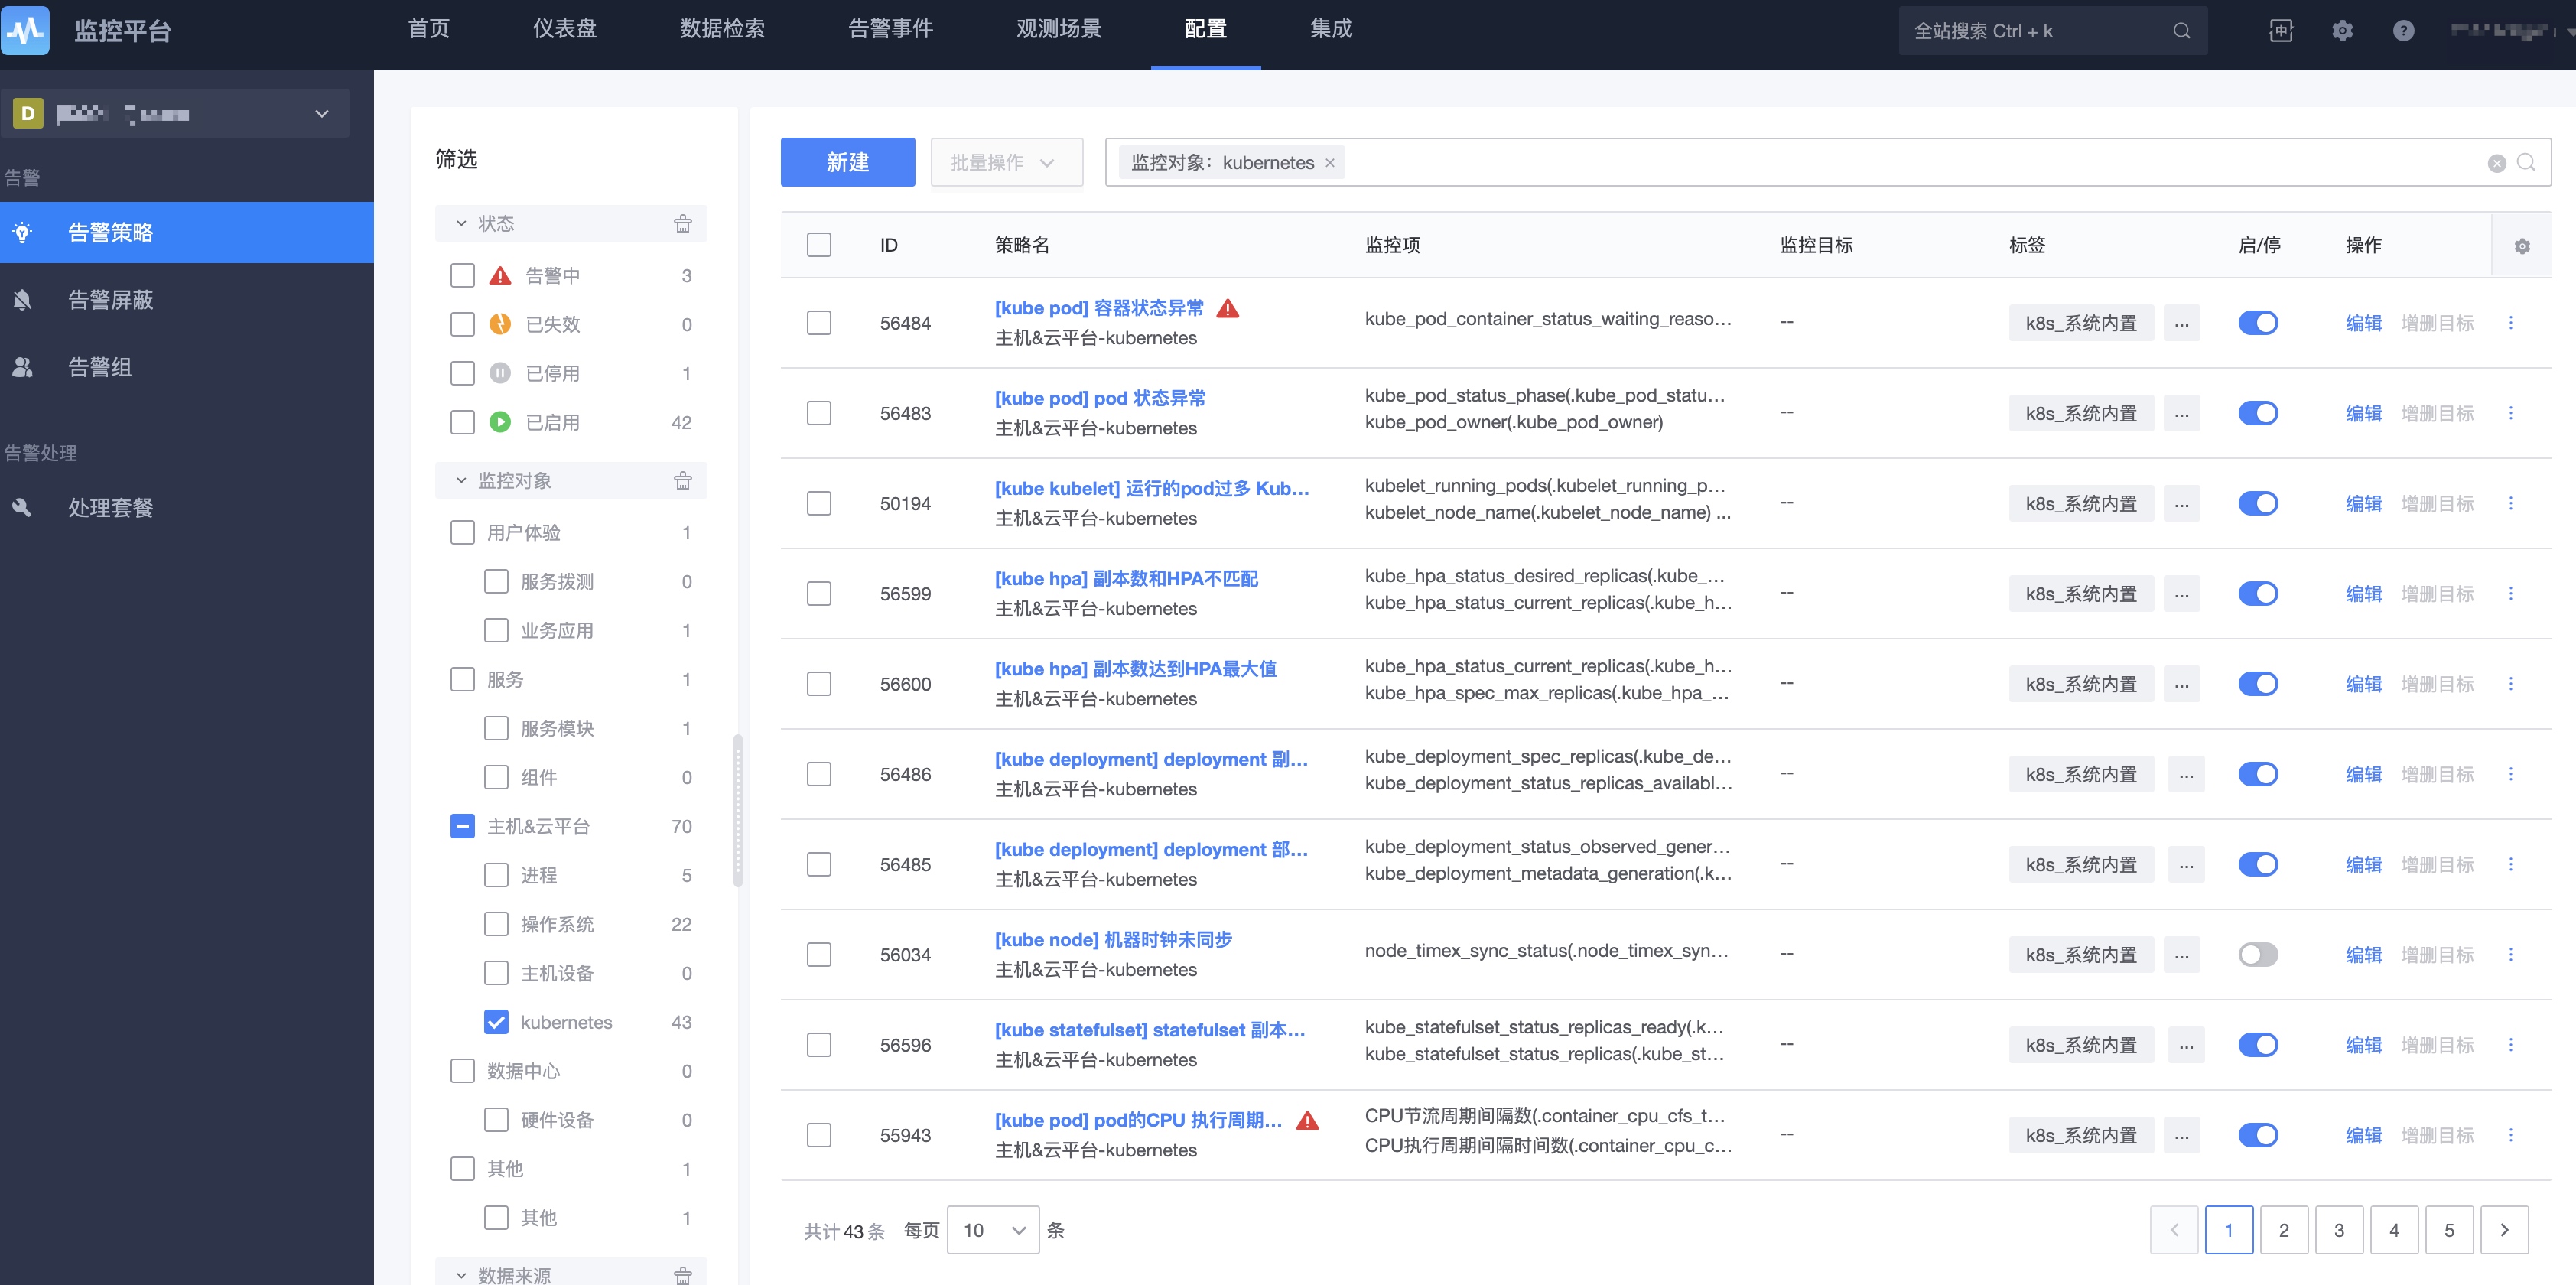 监控平台
首页 仪表盘 数据检索 告警事件 观测场景 配置 集成
全站搜索 Ctrl + k
D
告警
告警策略
告警屏蔽
告警组
告警处理
处理套餐
筛选
状态
告警中 3
已失效 0
已停用 1
已启用 42
监控对象
用户体验 1
服务拨测 0
业务应用 1
服务 1
服务模块 1
组件 0
主机&云平台 70
进程 5
操作系统 22
主机设备 0
kubernetes 43
数据中心 0
硬件设备 0
其他 1
其他 1
数据来源
新建 批量操作 监控对象: kubernetes ×
ID 策略名 监控项 监控目标 标签 启/停 操作
56484 [kube pod] 容器状态异常 kube_pod_container_status_waiting_reaso... -- k8s_系统内置 ... 编辑 增删目标
主机&云平台-kubernetes
56483 [kube pod] pod 状态异常 kube_pod_status_phase(.kube_pod_statu... -- k8s_系统内置 ... 编辑 增删目标
主机&云平台-kubernetes kube_pod_owner(.kube_pod_owner)
50194 [kube kubelet] 运行的pod过多 Kub... kubelet_running_pods(.kubelet_running_p... -- k8s_系统内置 ... 编辑 增删目标
主机&云平台-kubernetes kubelet_node_name(.kubelet_node_name) ...
56599 [kube hpa] 副本数和HPA不匹配 kube_hpa_status_desired_replicas(.kube_... -- k8s_系统内置 ... 编辑 增删目标
主机&云平台-kubernetes kube_hpa_status_current_replicas(.kube_h...
56600 [kube hpa] 副本数达到HPA最大值 kube_hpa_status_current_replicas(.kube_h... -- k8s_系统内置 ... 编辑 增删目标
主机&云平台-kubernetes kube_hpa_spec_max_replicas(.kube_hpa_...
56486 [kube deployment] deployment 副... kube_deployment_spec_replicas(.kube_de... -- k8s_系统内置 ... 编辑 增删目标
主机&云平台-kubernetes kube_deployment_status_replicas_availabl...
56485 [kube deployment] deployment 部... kube_deployment_status_observed_gener... -- k8s_系统内置 ... 编辑 增删目标
主机&云平台-kubernetes kube_deployment_metadata_generation(.k...
56034 [kube node] 机器时钟未同步 node_timex_sync_status(.node_timex_syn... -- k8s_系统内置 ... 编辑 增删目标
主机&云平台-kubernetes
56596 [kube statefulset] statefulset 副本... kube_statefulset_status_replicas_ready(.k... -- k8s_系统内置 ... 编辑 增删目标
主机&云平台-kubernetes kube_statefulset_status_replicas(.kube_st...
55943 [kube pod] pod的CPU 执行周期... CPU节流周期间隔数(.container_cpu_cfs_t... -- k8s_系统内置 ... 编辑 增删目标
主机&云平台-kubernetes CPU执行周期间隔时间数(.container_cpu_c...
共计 43 条 每页 10 条 1 2 3 4 5